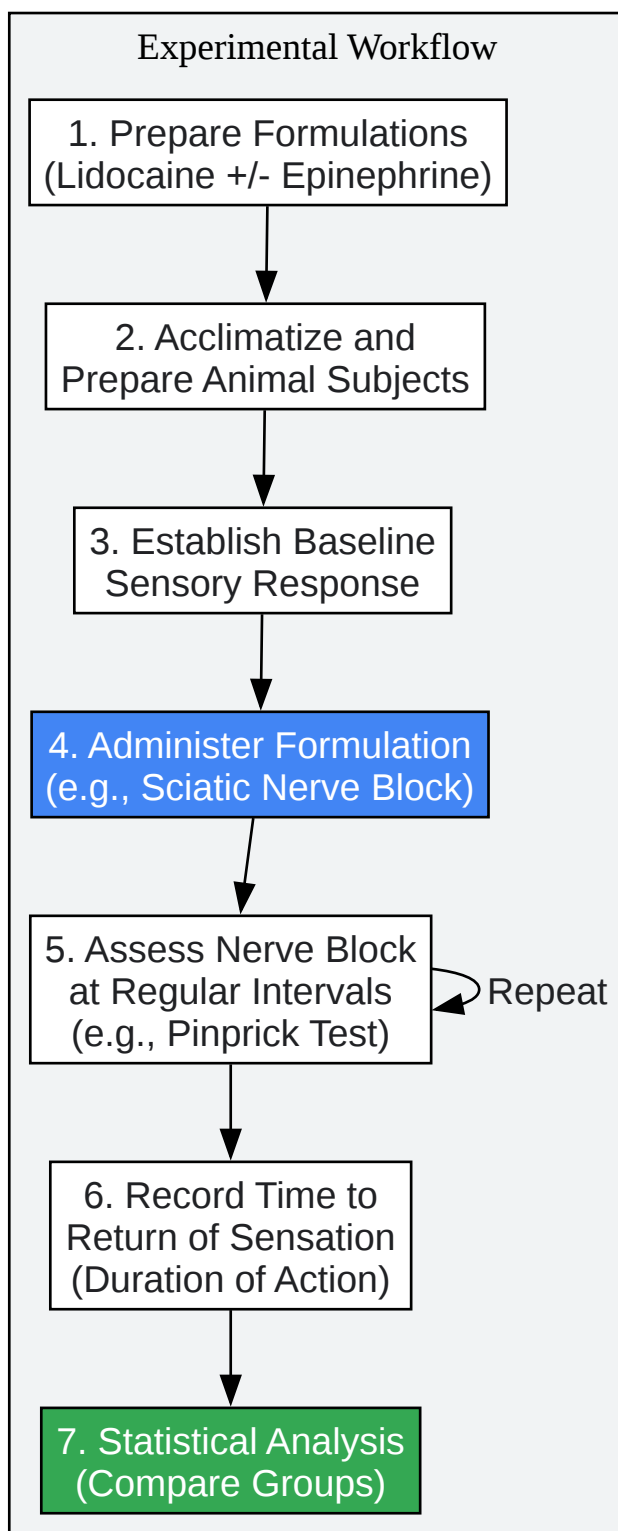 Experimental Workflow
1. Prepare Formulations
(Lidocaine +/- Epinephrine)
2. Acclimatize and
Prepare Animal Subjects
3. Establish Baseline
Sensory Response
4. Administer Formulation
(e.g., Sciatic Nerve Block)
5. Assess Nerve Block
at Regular Intervals
(e.g., Pinprick Test)
Repeat
6. Record Time to
Return of Sensation
(Duration of Action)
7. Statistical Analysis
(Compare Groups)